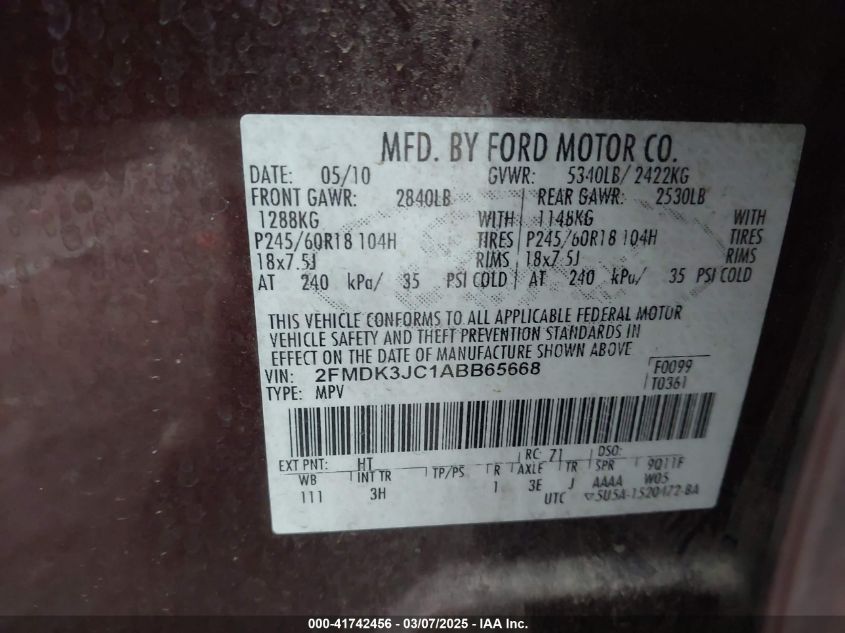 MFD. BY FORD MOTOR CO.
DATE: 05/10 GVWR: 5340LB/ 2422KG
FRONT GAWR: 2840LB REAR GAWR: 2530LB
1288KG WITH 1148KG WITH
P245/60R18 104H TIRES P245/60R18 104H TIRES
18x7.5J RIMS 18x7.5J RIMS
AT 240 kPa/ 35 PSI COLD AT 240 kPa/ 35 PSI COLD
THIS VEHICLE CONFORMS TO ALL APPLICABLE FEDERAL MOTOR
VEHICLE SAFETY AND THEFT PREVENTION STANDARDS IN
EFFECT ON THE DATE OF MANUFACTURE SHOWN ABOVE
VIN: 2FMDK3JC1ABB65668 F0099
TYPE: MPV T0361
EXT PNT: HT RC: Z1 DSO:
WB INT TR TP/PS R AXLE TR SPR 9011F
111 3H 1 3E J AAAA W05
UTC ▽5U5A-1520472-BA
000-41742456 - 03/07/2025 - IAA Inc.